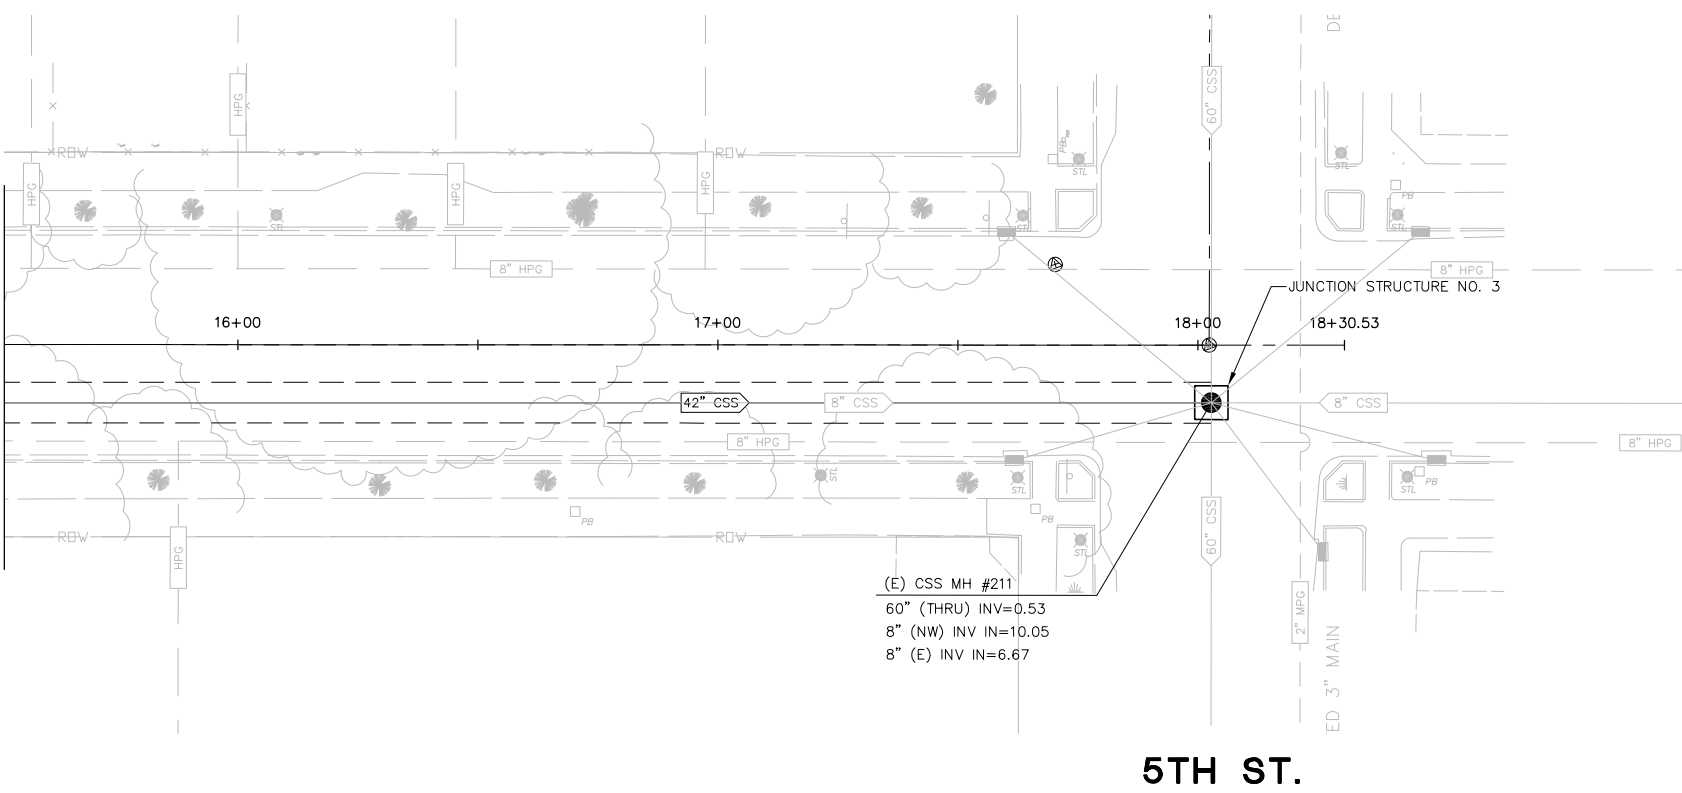 DE
60" CSS
HPG
ROW
ROW
PB
STL
STL
HPG
HPG
HPG
PB
STL
STL
STL
8" HPG
8" HPG
JUNCTION STRUCTURE NO. 3
16+00
17+00
18+00
18+30.53
42" CSS
8" CSS
8" CSS
8" HPG
8" HPG
STL
STL
STL
PB
PB
PB
60" CSS
ROW
ROW
STL
HPG
(E) CSS MH #211
60" (THRU) INV=0.53
8" (NW) INV IN=10.05
8" (E) INV IN=6.67
2" MPG
ED 3" MAIN
5TH ST.